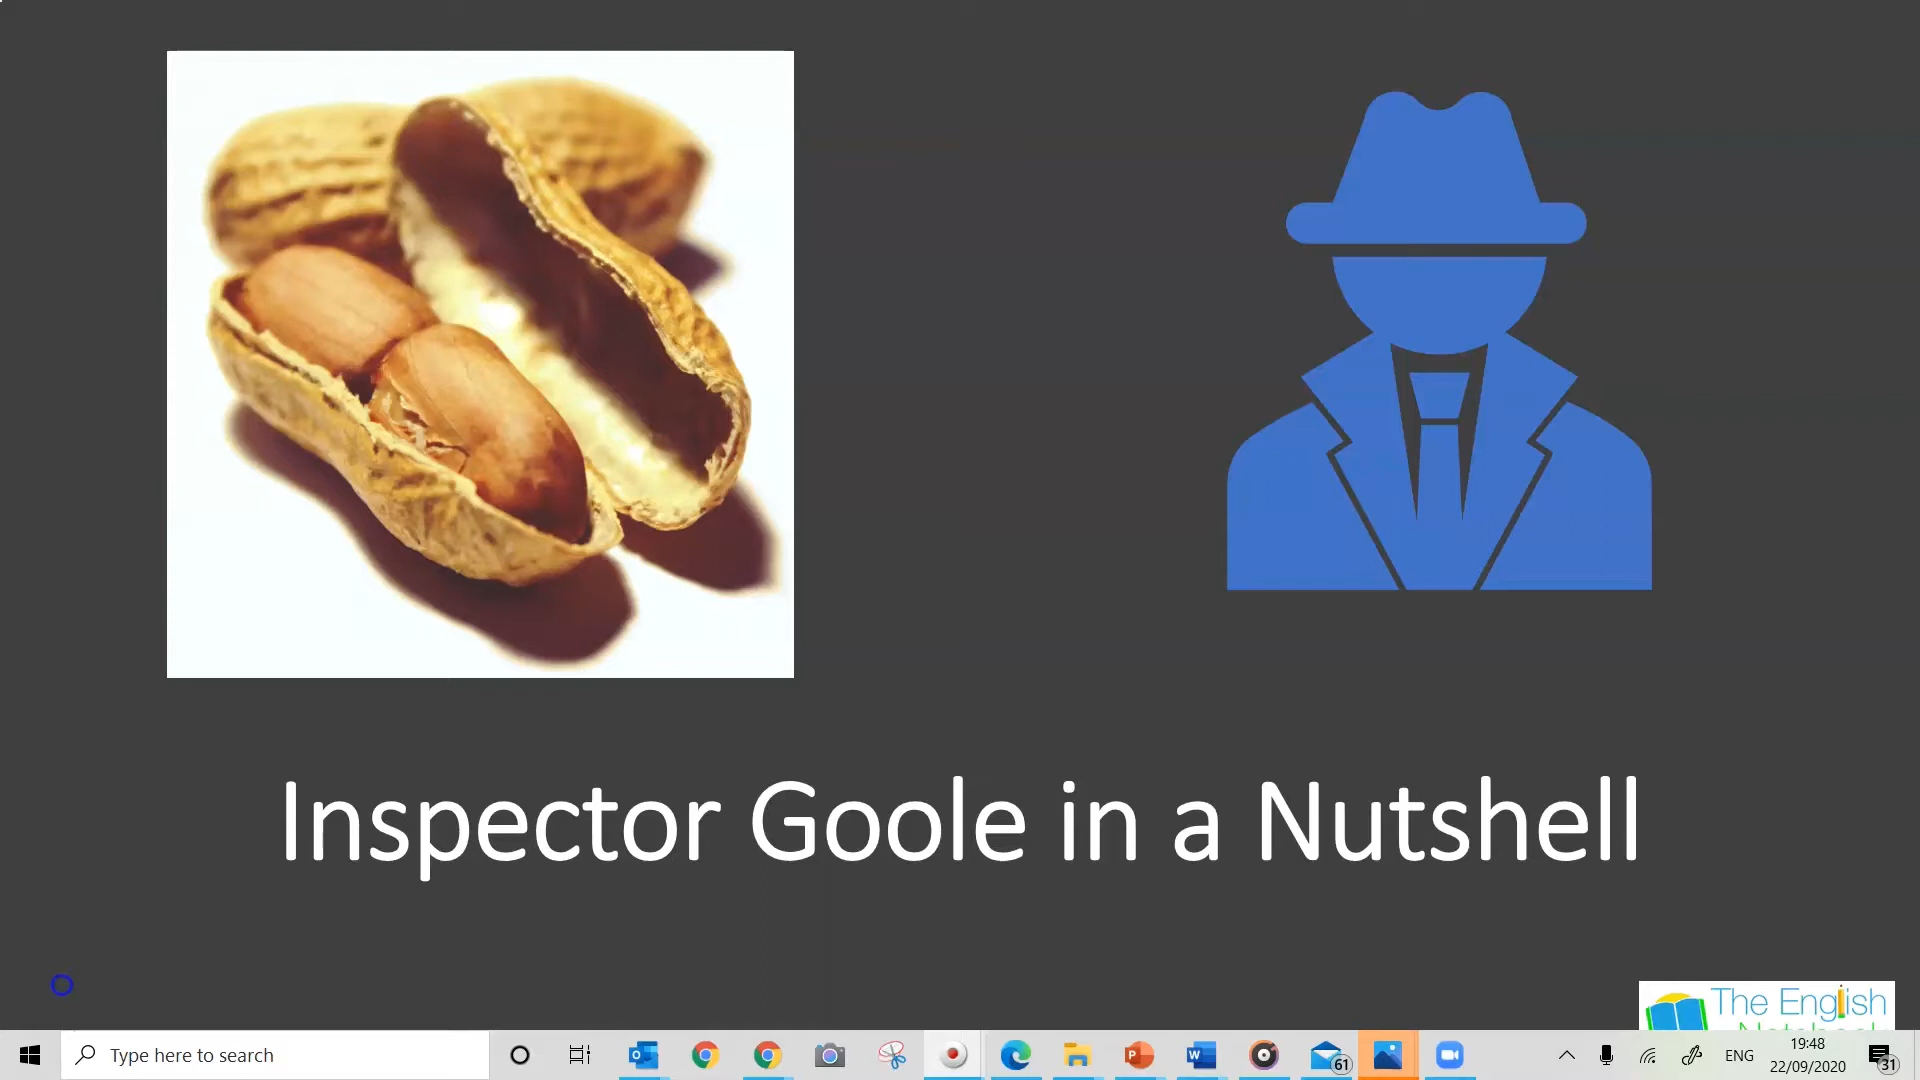 Inspector Goole in a Nutshell
The English
Type here to search
61
ENG
19:48
22/09/2020
31